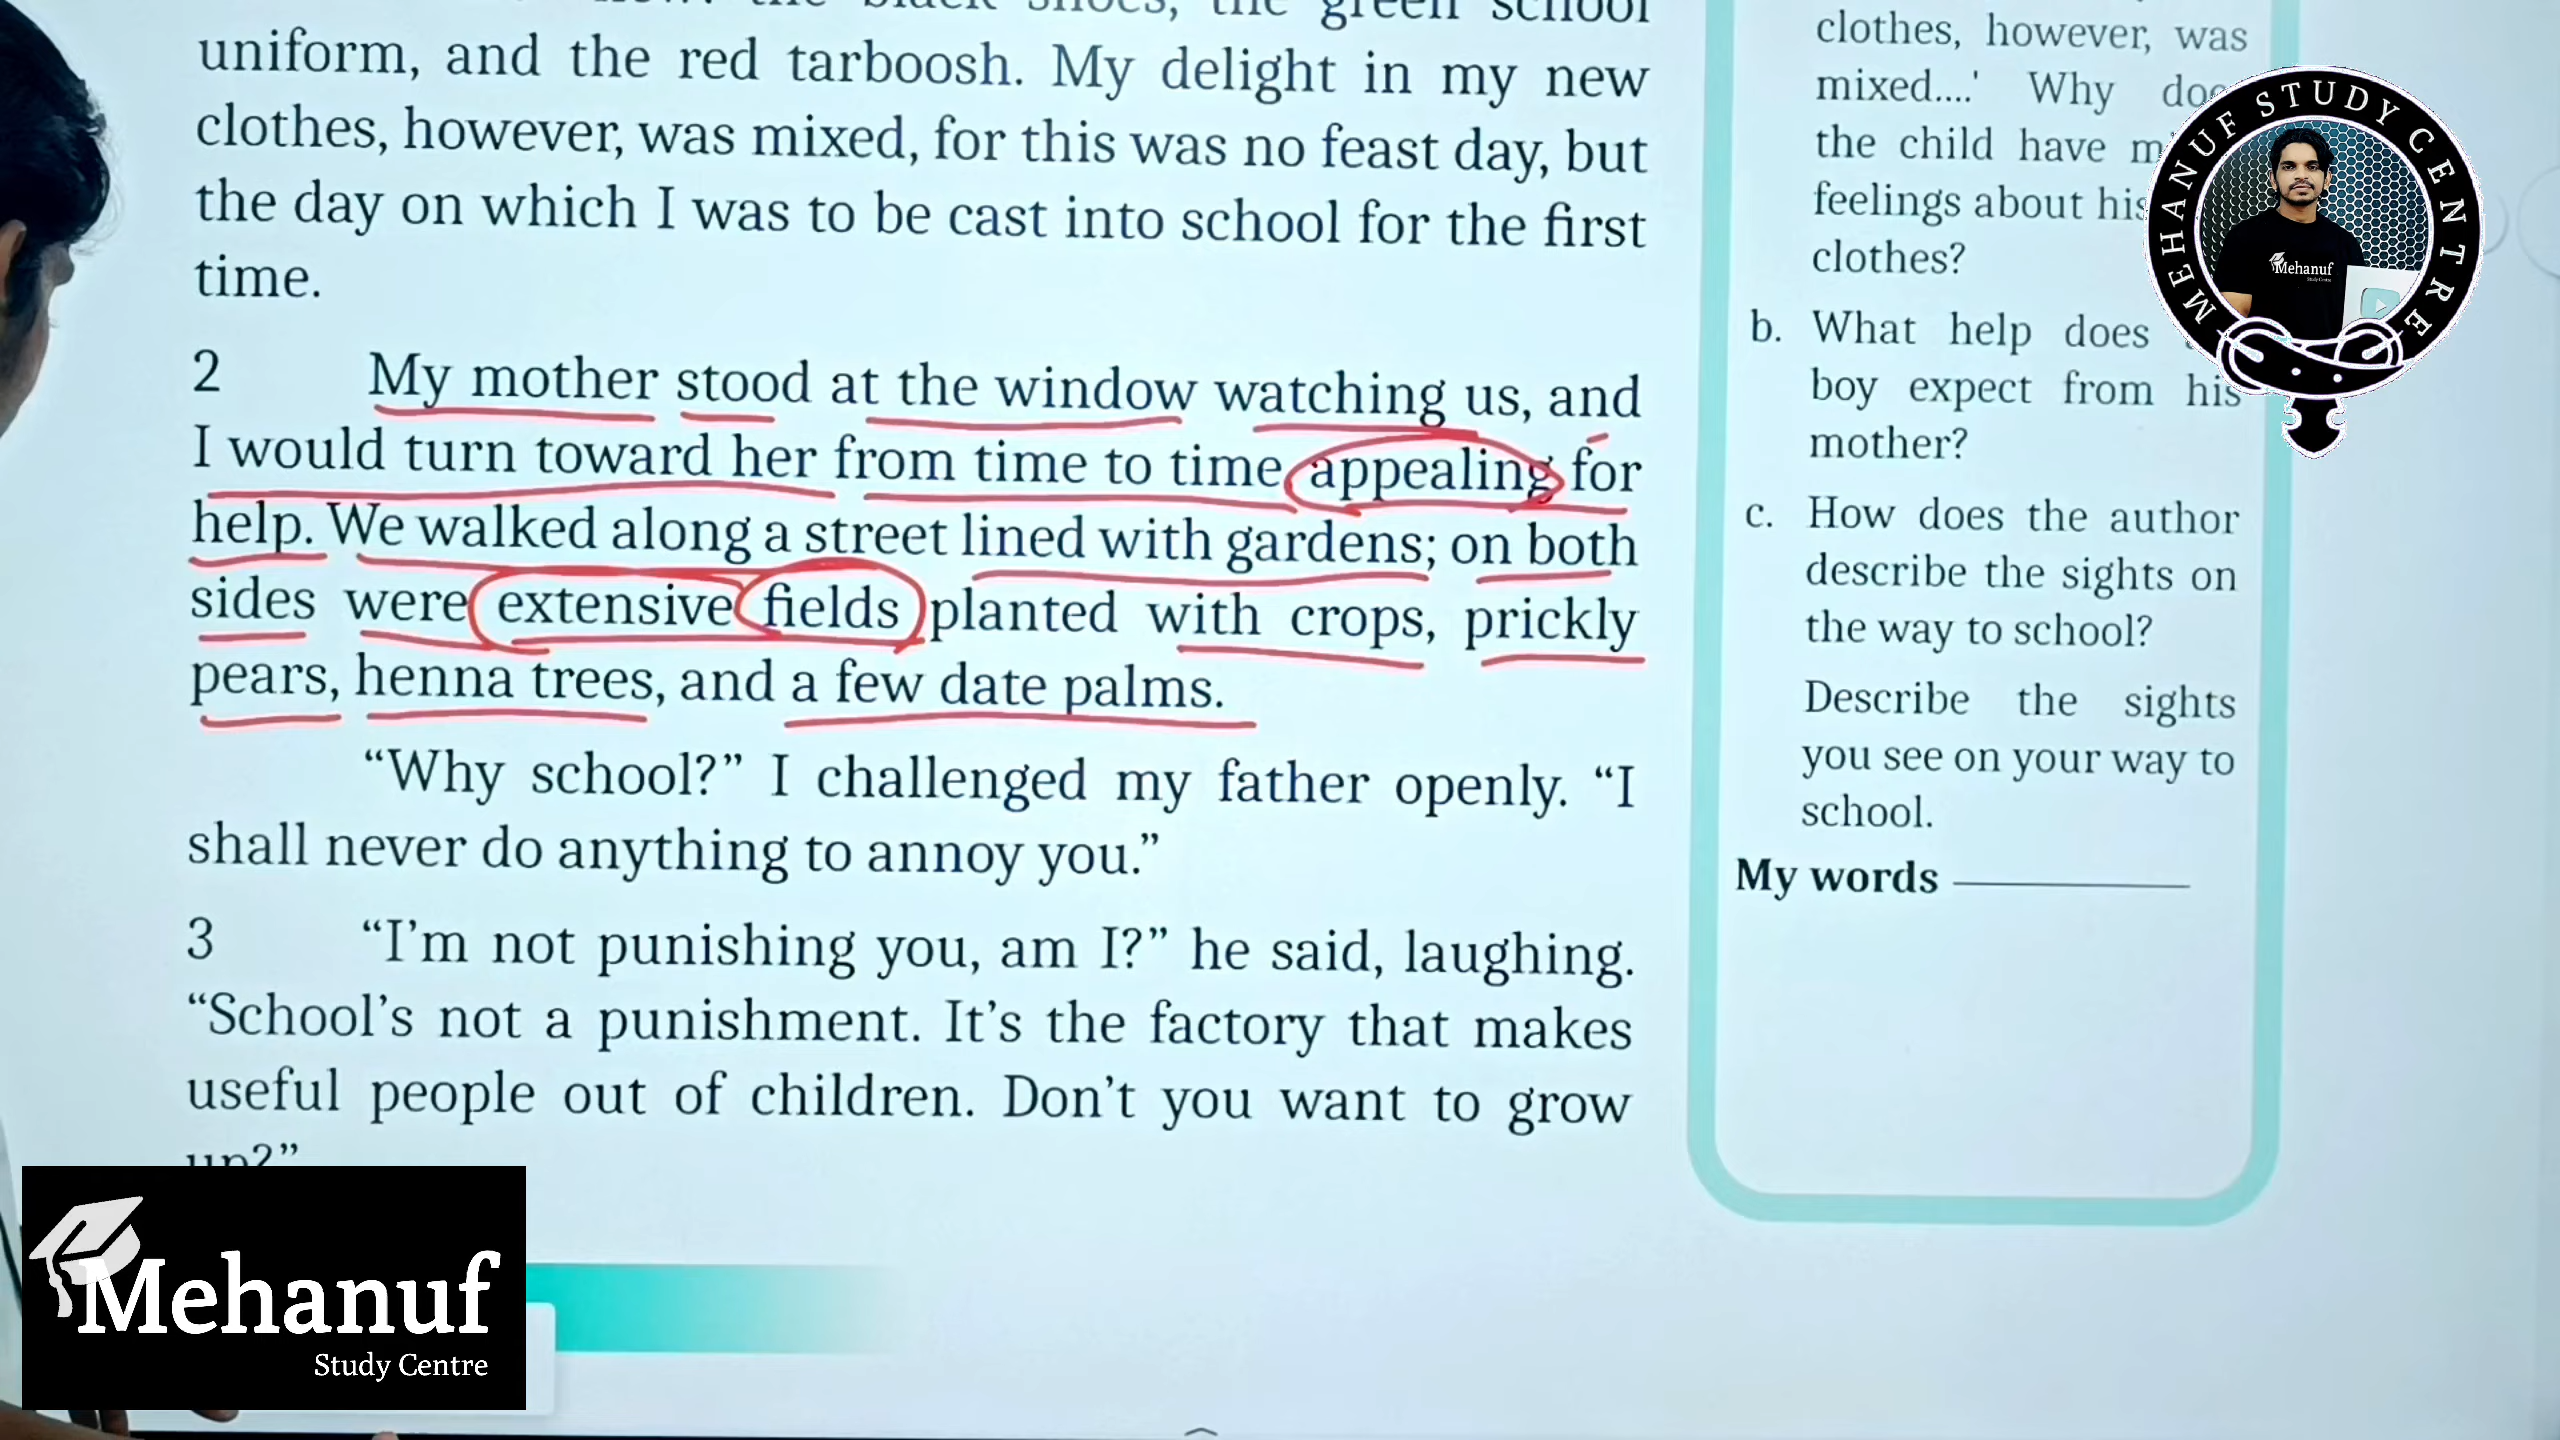 black shoes, the green school
uniform, and the red tarboosh. My delight in my new
clothes, however, was mixed, for this was no feast day, but
the day on which I was to be cast into school for the first
time.
2 My mother stood at the window watching us, and
I would turn toward her from time to time appealing for
help. We walked along a street lined with gardens; on both
sides were extensive fields planted with crops, prickly
pears, henna trees, and a few date palms.
“Why school?” I challenged my father openly. “I
shall never do anything to annoy you.”
3 “I’m not punishing you, am I?” he said, laughing.
“School’s not a punishment. It’s the factory that makes
useful people out of children. Don’t you want to grow
up?”
clothes, however, was
mixed....' Why
the child have
feelings about his
clothes?
b. What help does
boy expect from his
mother?
c. How does the author
describe the sights on
the way to school?
Describe the sights
you see on your way to
school.
My words
MEHANUF STUDY CENTRE
Mehanuf
Study Centre
Mehanuf
Study Centre